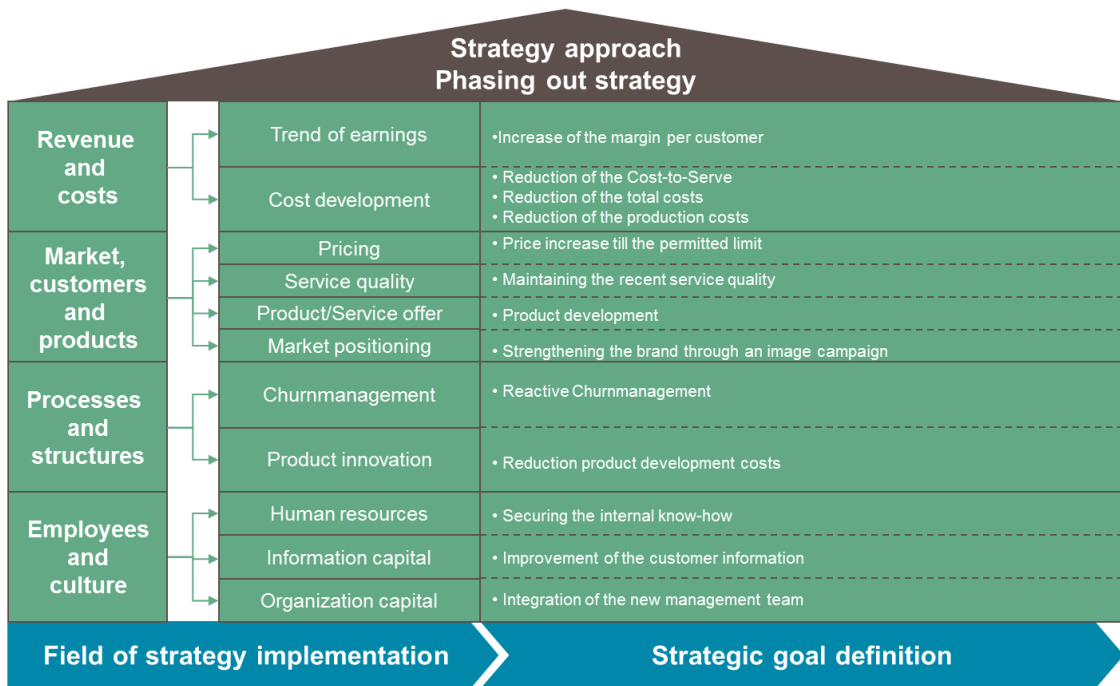 Strategy approach
Phasing out strategy
Revenue
and
costs
Trend of earnings
•Increase of the margin per customer
Cost development
• Reduction of the Cost-to-Serve
• Reduction of the total costs
• Reduction of the production costs
Market,
customers
and
products
Pricing
• Price increase till the permitted limit
Service quality
• Maintaining the recent service quality
Product/Service offer
• Product development
Market positioning
• Strengthening the brand through an image campaign
Processes
and
structures
Churnmanagement
• Reactive Churnmanagement
Product innovation
• Reduction product development costs
Employees
and
culture
Human resources
• Securing the internal know-how
Information capital
• Improvement of the customer information
Organization capital
• Integration of the new management team
Field of strategy implementation
Strategic goal definition